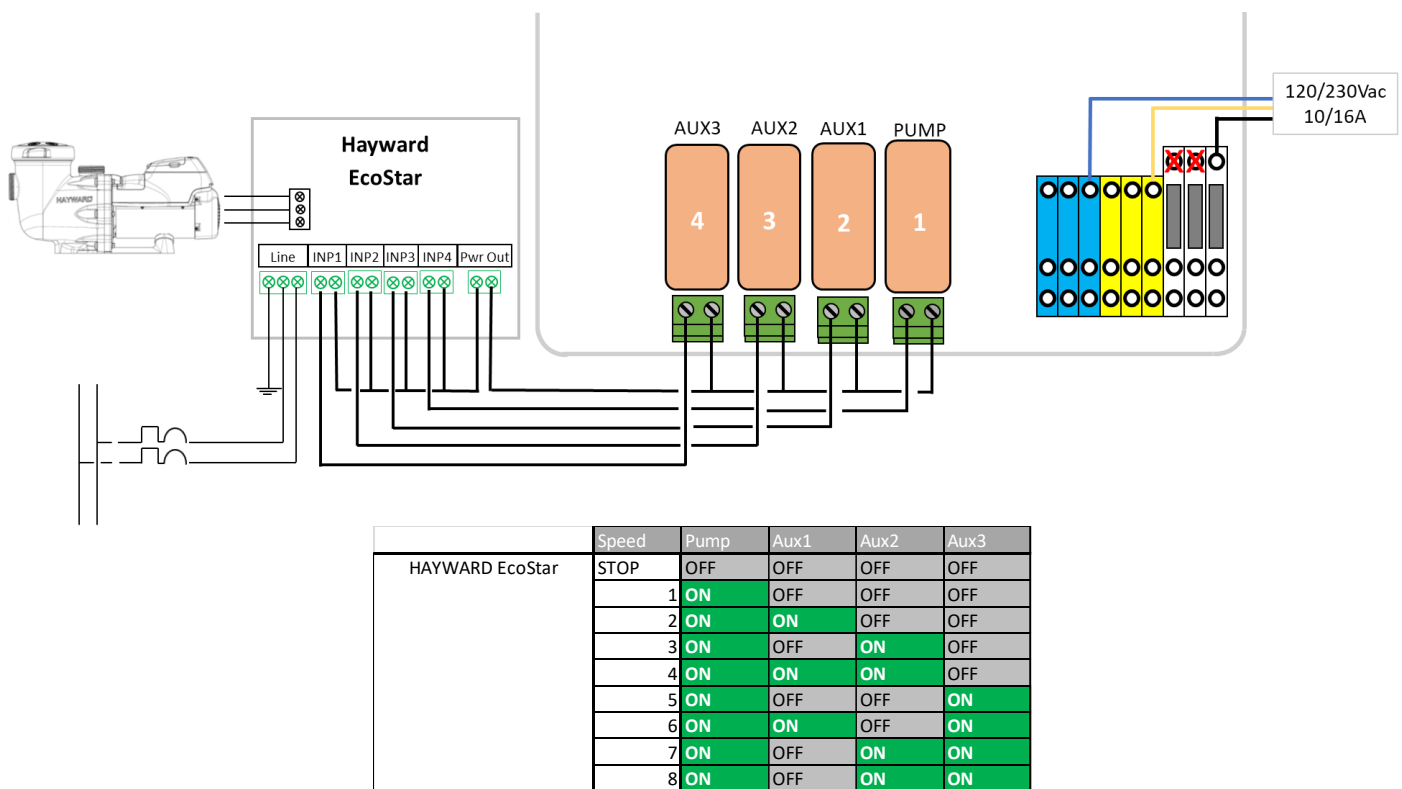 120/230Vac
10/16A
Hayward
EcoStar
HAYWARD
AUX3 AUX2 AUX1 PUMP
4 3 2 1
Line INP1 INP2 INP3 INP4 Pwr Out
Speed Pump Aux1 Aux2 Aux3
HAYWARD EcoStar STOP OFF OFF OFF OFF
1 ON OFF OFF OFF
2 ON ON OFF OFF
3 ON OFF ON OFF
4 ON ON ON OFF
5 ON OFF OFF ON
6 ON ON OFF ON
7 ON OFF ON ON
8 ON OFF ON ON